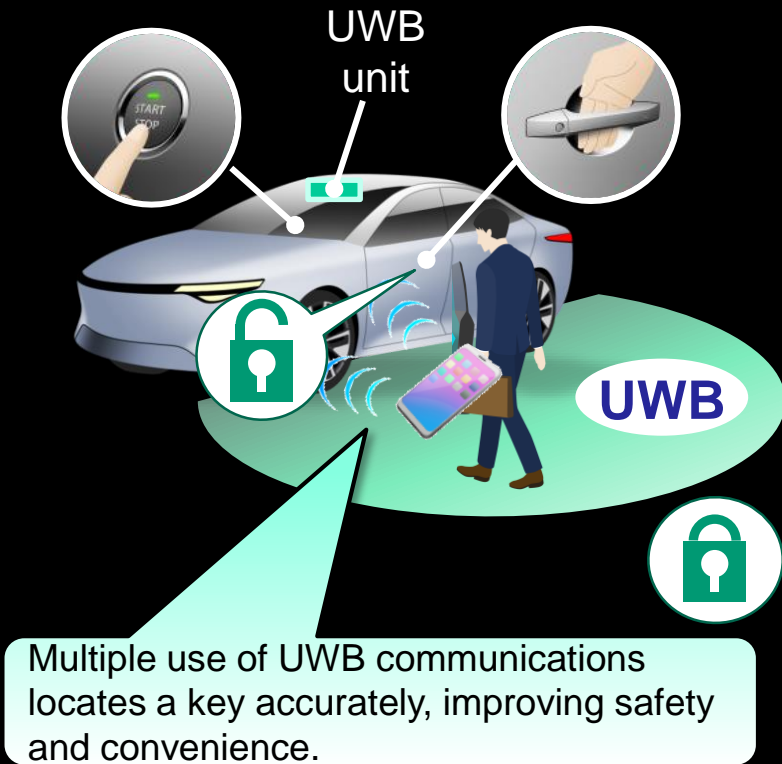 UWB
unit
START
STOP
UWB
Multiple use of UWB communications
locates a key accurately, improving safety
and convenience.